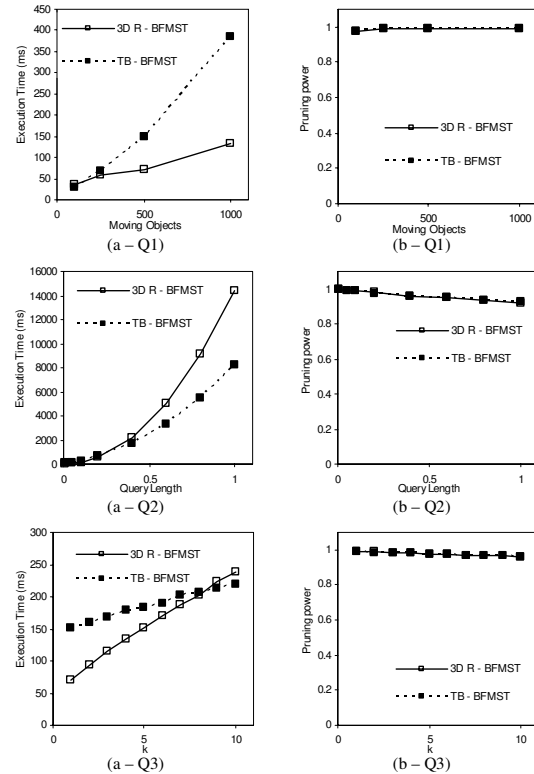 450
400
350
300
250
200
150
100
50
0
Execution Time (ms)
3D R - BFMST
TB - BFMST
0
500
1000
Moving Objects
(a – Q1)
1
0.8
0.6
0.4
0.2
0
Pruning power
3D R - BFMST
TB - BFMST
0
500
1000
Moving Objects
(b – Q1)
16000
14000
12000
10000
8000
6000
4000
2000
0
Execution Time (ms)
3D R - BFMST
TB - BFMST
0
0.5
1
Query Length
(a – Q2)
1
0.8
0.6
0.4
0.2
0
Pruning power
3D R - BFMST
TB - BFMST
0
0.5
1
Query Length
(b – Q2)
300
250
200
150
100
50
0
Execution Time (ms)
3D R - BFMST
TB - BFMST
0
5
10
k
(a – Q3)
1
0.8
0.6
0.4
0.2
0
Pruning power
3D R - BFMST
TB - BFMST
0
5
10
k
(b – Q3)